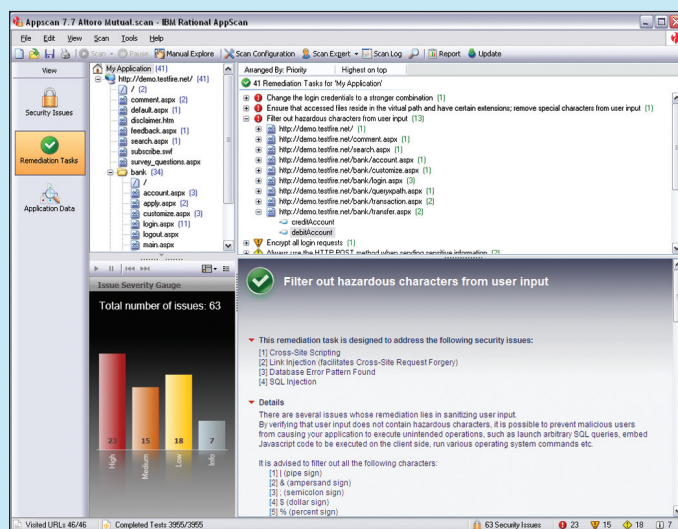 Appscan 7.7 Altoro Mutual.scan - IBM Rational AppScan
File Edit View Scan Tools Help
Scan Pause Manual Explore Scan Configuration Scan Expert Scan Log Report Update
View
Security Issues
Remediation Tasks
Application Data
My Application (41)
http://demo.testfire.net/ (41)
/ (2)
comment.aspx (2)
default.aspx (1)
disclaimer.htm
feedback.aspx (1)
search.aspx (1)
subscribe.swf
survey_questions.aspx
bank (34)
/
account.aspx (3)
apply.aspx (2)
customize.aspx (3)
login.aspx (11)
logout.aspx
main.aspx
Arranged By: Priority Highest on top
41 Remediation Tasks for 'My Application'
Change the login credentials to a stronger combination (1)
Ensure that accessed files reside in the virtual path and have certain extensions; remove special characters from user input (1)
Filter out hazardous characters from user input (13)
http://demo.testfire.net/ (1)
http://demo.testfire.net/comment.aspx (1)
http://demo.testfire.net/search.aspx (1)
http://demo.testfire.net/bank/account.aspx (1)
http://demo.testfire.net/bank/customize.aspx (1)
http://demo.testfire.net/bank/login.aspx (3)
http://demo.testfire.net/bank/queryxpath.aspx (1)
http://demo.testfire.net/bank/transaction.aspx (2)
http://demo.testfire.net/bank/transfer.aspx (2)
creditAccount
debitAccount
Encrypt all login requests (1)
Always use the HTTP POST method when sending sensitive information (2)
Issue Severity Gauge
Total number of issues: 63
23 15 18 7
High Medium Low Info
Filter out hazardous characters from user input
This remediation task is designed to address the following security issues:
[1] Cross-Site Scripting
[2] Link Injection (facilitates Cross-Site Request Forgery)
[3] Database Error Pattern Found
[4] SQL Injection
Details
There are several issues whose remediation lies in sanitizing user input.
By verifying that user input does not contain hazardous characters, it is possible to prevent malicious users
from causing your application to execute unintended operations, such as launch arbitrary SQL queries, embed
Javascript code to be executed on the client side, run various operating system commands etc.
It is advised to filter out all the following characters:
[1] | (pipe sign)
[2] & (ampersand sign)
[3] ; (semicolon sign)
[4] $ (dollar sign)
[5] % (percent sign)
Visited URLs 46/46 Completed Tests 3955/3955 63 Security Issues 23 15 18 7